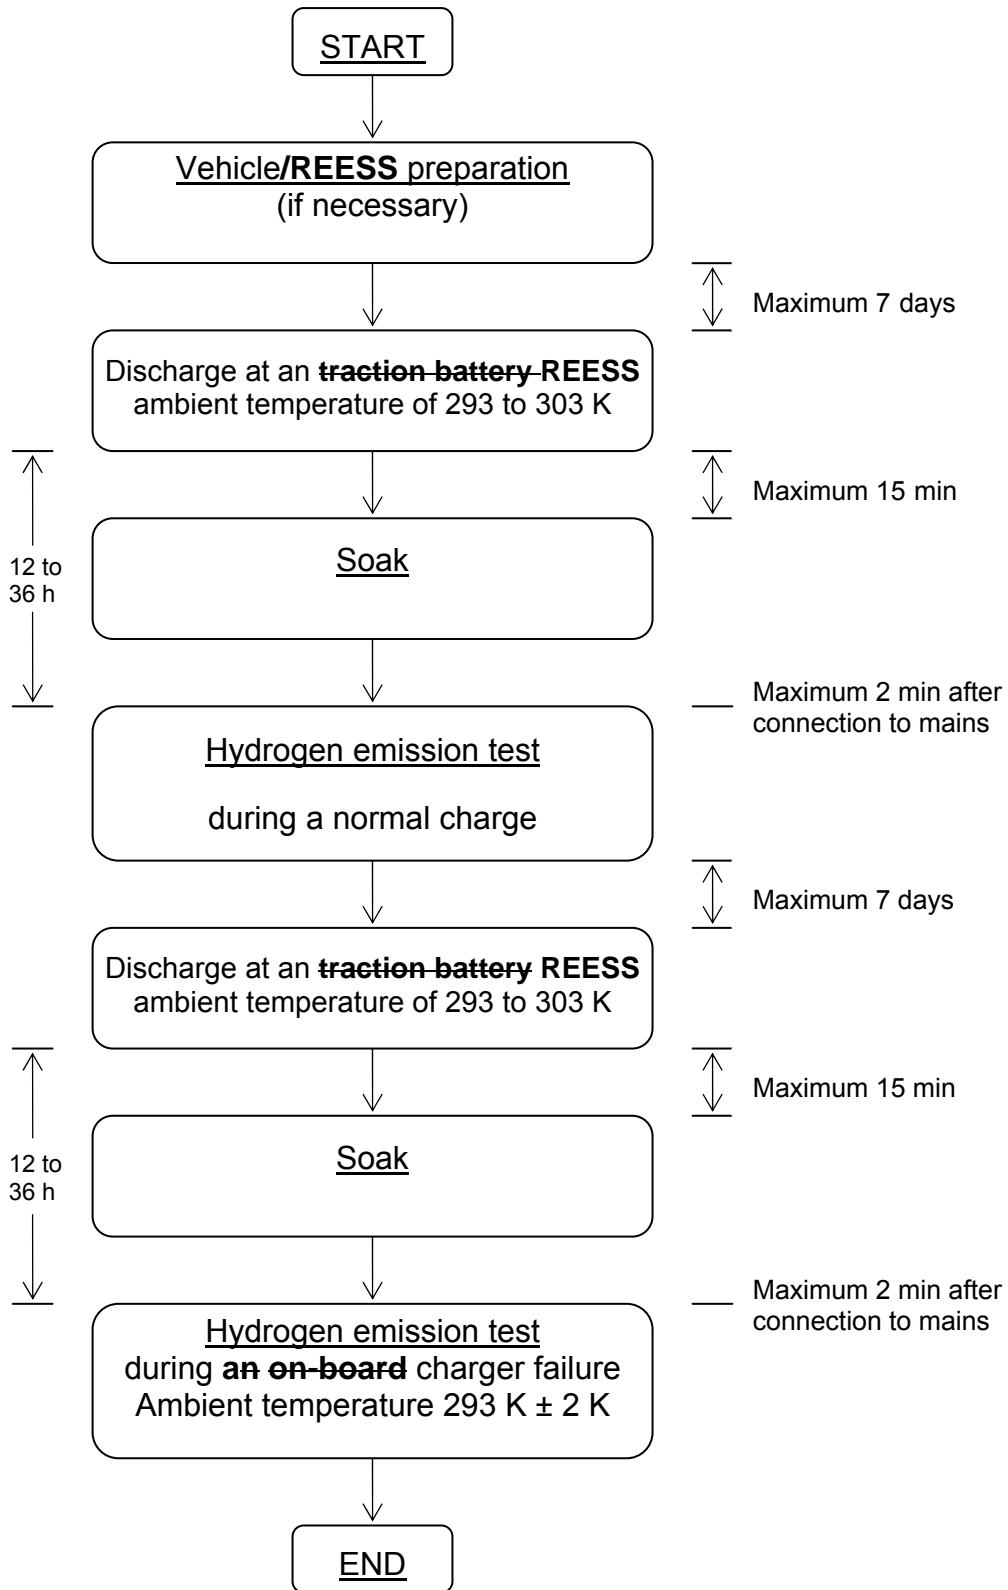 START
Vehicle/REESS preparation
(if necessary)
Maximum 7 days
Discharge at an traction battery REESS
ambient temperature of 293 to 303 K
Maximum 15 min
Soak
12 to
36 h
Maximum 2 min after
connection to mains
Hydrogen emission test
during a normal charge
Maximum 7 days
Discharge at an traction battery REESS
ambient temperature of 293 to 303 K
Maximum 15 min
Soak
12 to
36 h
Maximum 2 min after
connection to mains
Hydrogen emission test
during an on-board charger failure
Ambient temperature 293 K ± 2 K
END